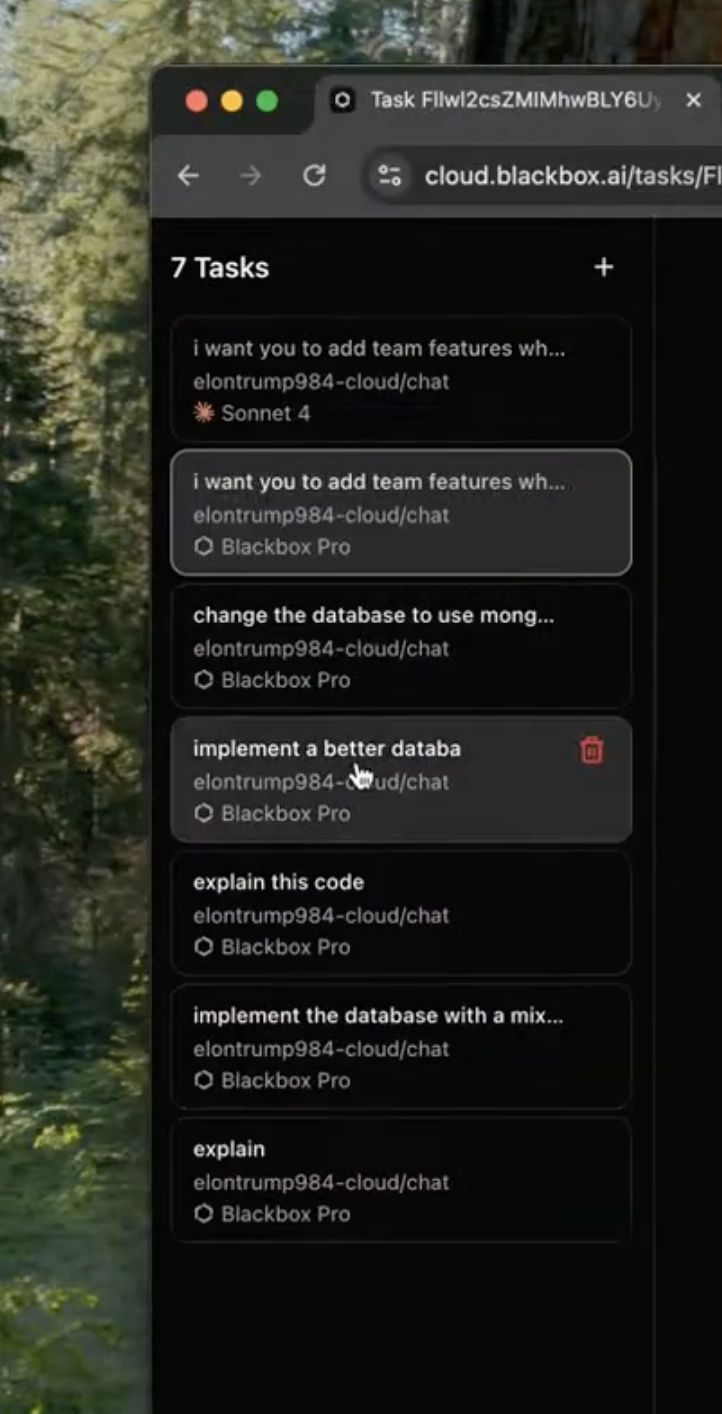 Task FIlwl2csZMIMhwBLY6Uy
cloud.blackbox.ai/tasks/Fl
7 Tasks
i want you to add team features wh...
elontrump984-cloud/chat
Sonnet 4
i want you to add team features wh...
elontrump984-cloud/chat
Blackbox Pro
change the database to use mong...
elontrump984-cloud/chat
Blackbox Pro
implement a better databa
elontrump984-cloud/chat
Blackbox Pro
explain this code
elontrump984-cloud/chat
Blackbox Pro
implement the database with a mix...
elontrump984-cloud/chat
Blackbox Pro
explain
elontrump984-cloud/chat
Blackbox Pro